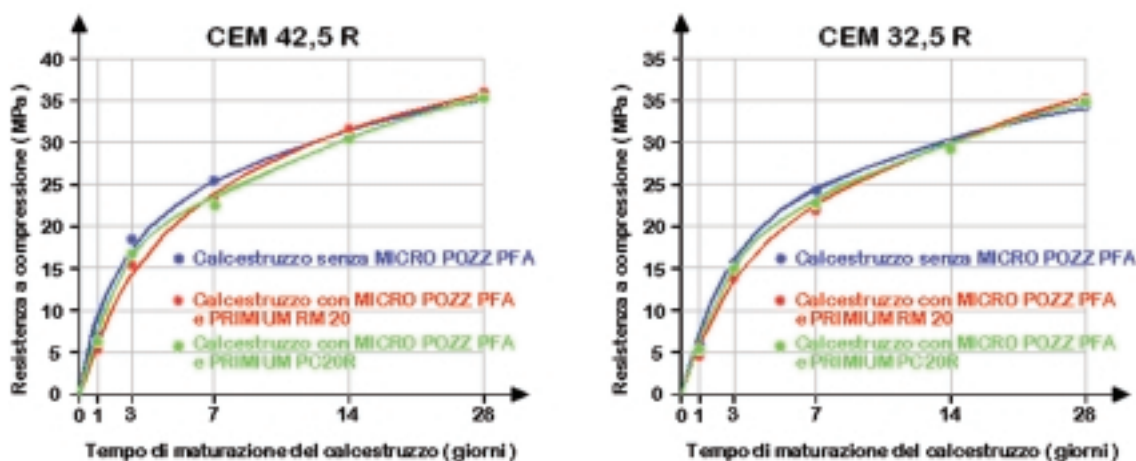 CEM 42,5 R
Resistenza a compressione ( MPa)
40
35
30
25
20
15
10
5
0
0 1 3 7 14 28
Calcestruzzo senza MICRO POZZ PFA
Calcestruzzo con MICRO POZZ PFA
e PRIMIUM RM 20
Calcestruzzo con MICRO POZZ PFA
e PRIMIUM PC20R
Tempo di maturazione del calcestruzzo ( giorni )
CEM 32,5 R
Resistenza a compressione ( MPa)
35
35
30
25
20
15
10
5
0
0 1 3 7 14 28
Calcestruzzo senza MICRO POZZ PFA
Calcestruzzo con MICRO POZZ PFA
e PRIMIUM RM 20
Calcestruzzo con MICRO POZZ PFA
e PRIMIUM PC20R
Tempo di maturazione del calcestruzzo ( giorni )